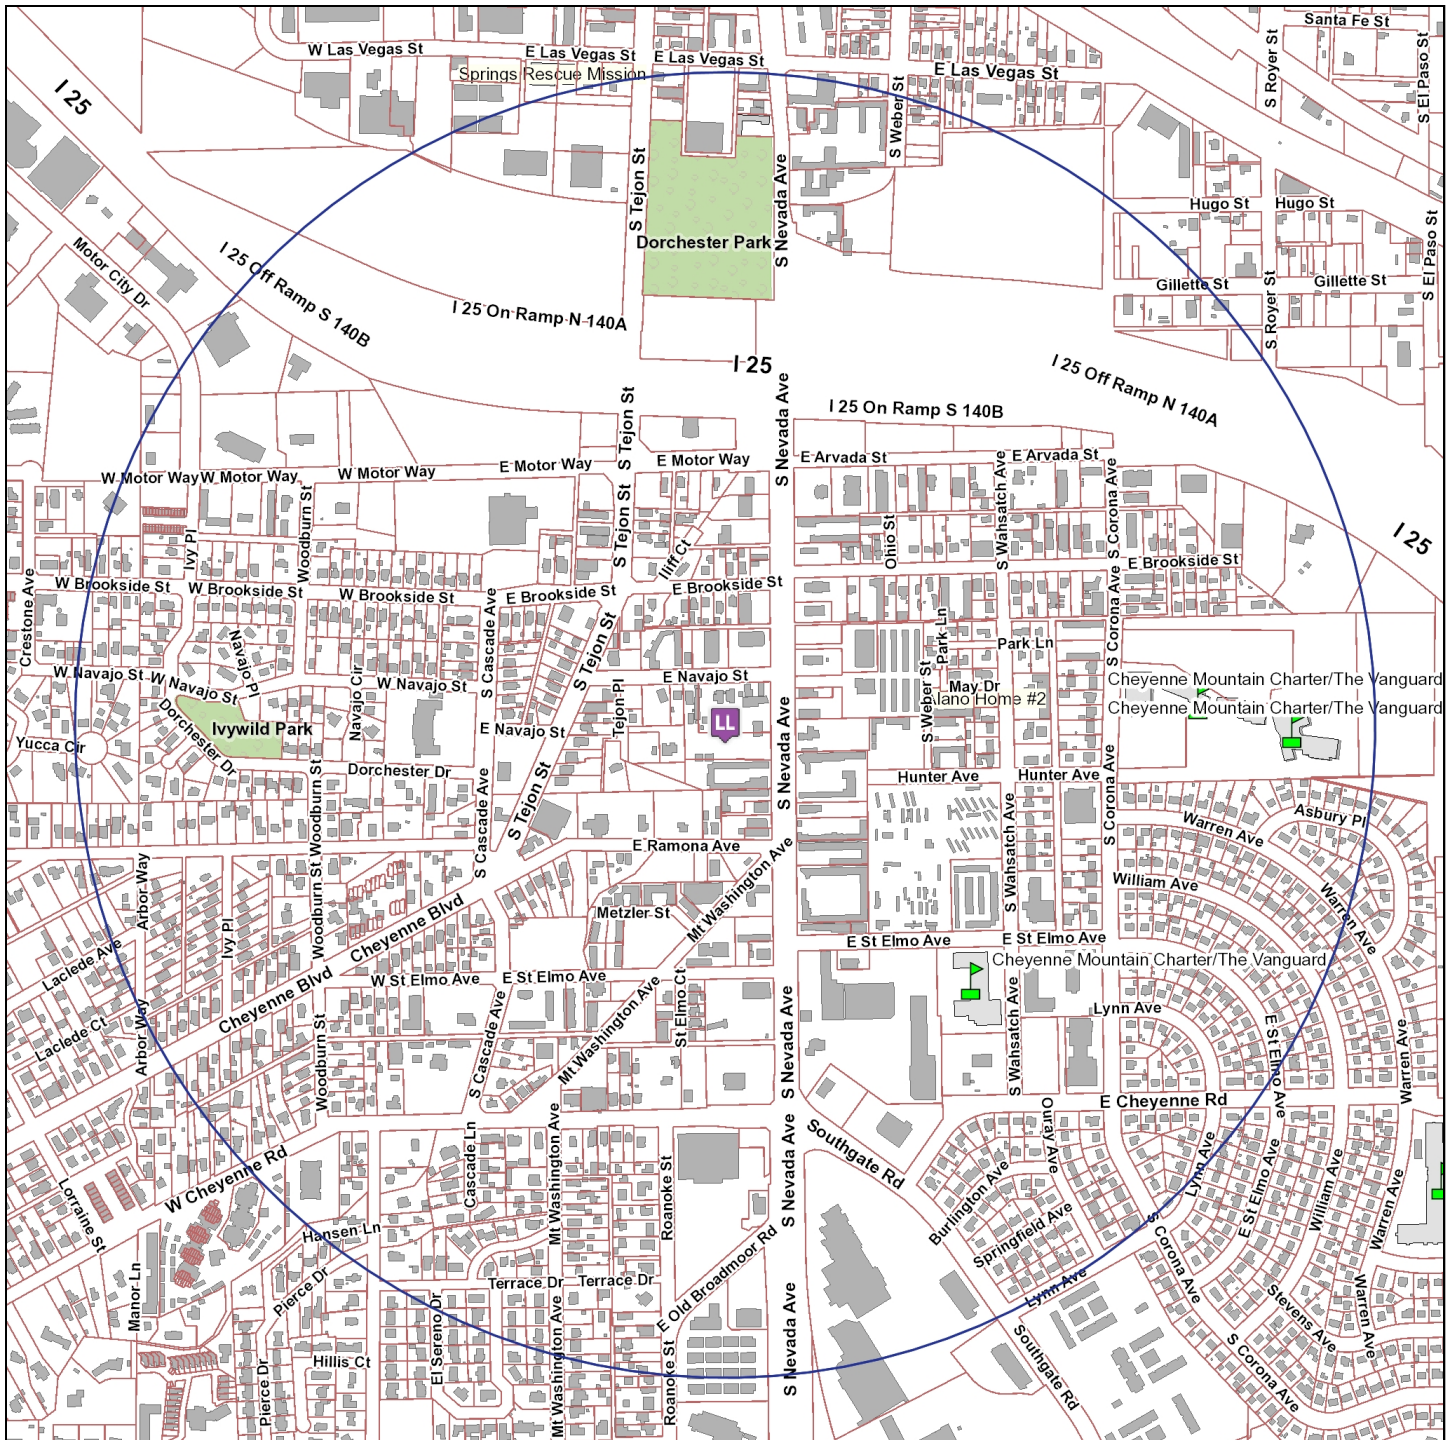 Santa Fe St
W Las Vegas St
E Las Vegas St
E Las Vegas St
E Las Vegas St
S Royer St
S El Paso St
Springs Rescue Mission
I 25
S Weber St
S Tejon St
S Nevada Ave
Hugo St
Hugo St
Dorchester Park
S El Paso St
Motor City Dr
I 25 Off Ramp S 140B
Gillette St
Gillette St
S Royer St
I 25 On Ramp N 140A
I 25
I 25 Off Ramp N 140A
S Tejon St
S Nevada Ave
I 25 On Ramp S 140B
E Motor Way
E Motor Way
E Arvada St
E Arvada St
W Motor Way
W Motor Way
W Motor Way
Woodburn St
S Tejon St
S Wahsatch Ave
S Corona Ave
Ivy Pl
Iliff Ct
Ohio St
I 25
E Brookside St
Crestone Ave
W Brookside St
W Brookside St
W Brookside St
E Brookside St
E Brookside St
S Cascade Ave
S Tejon St
Park Ln
Park Ln
S Corona Ave
Navajo Pl
W Navajo St
W Navajo St
W Navajo St
E Navajo St
Cheyenne Mountain Charter/The Vanguard
May Dr
lano Home #2
Cheyenne Mountain Charter/The Vanguard
S Weber St
Navajo Cir
Tejon Pl
LL
Ivywild Park
Dorchester Dr
E Navajo St
Yucca Cir
S Nevada Ave
Dorchester Dr
Hunter Ave
Hunter Ave
S Cascade Ave
S Tejon St
S Corona Ave
Woodburn St
Asbury Pl
Warren Ave
E Ramona Ave
S Wahsatch Ave
Arbor Way
Woodburn St
William Ave
Cheyenne Blvd
Metzler St
Mt Washington Ave
Warren Ave
Ivy Pl
E St Elmo Ave
E St Elmo Ave
Laclede Ave
Cheyenne Mountain Charter/The Vanguard
W St Elmo Ave
E St Elmo Ave
Cheyenne Blvd
Arbor Way
Laclede Ct
Woodburn St
S Cascade Ave
Mt Washington Ave
St Elmo Ct
S Nevada Ave
S Wahsatch Ave
Lynn Ave
E St Elmo Ave
Warren Ave
E Cheyenne Rd
Southgate Rd
Ouray Ave
W Cheyenne Rd
Cascade Ln
Mt Washington Ave
Roanoke St
S Nevada Ave
Burlington Ave
Lynn Ave
E St Elmo Ave
William Ave
Warren Ave
Lorraine St
Hansen Ln
Springfield Ave
S Corona Ave
Manor Ln
Pierce Dr
Terrace Dr
Terrace Dr
E Old Broadmoor Rd
Lynn Ave
El Sereno Dr
Mt Washington Ave
Roanoke St
S Nevada Ave
Southgate Rd
Stevens Ave
Warren Ave
S Corona Ave
Hillis Ct
Pierce Dr